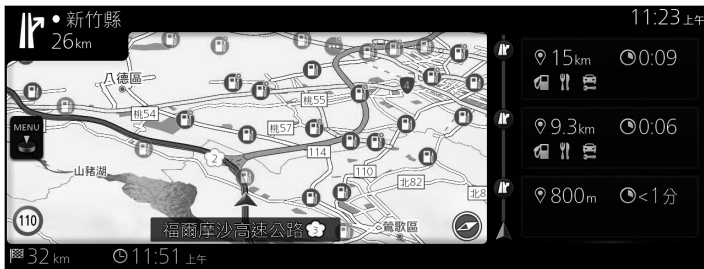 新竹縣
26km
11:23 上午
15km
0:09
9.3km
0:06
800m
<1分
八德區
桃55
桃54
桃57
4
MENU
2
114
110
山豬湖
北82
北8
110
福爾摩沙高速公路 3
鶯歌區
32 km
11:51 上午